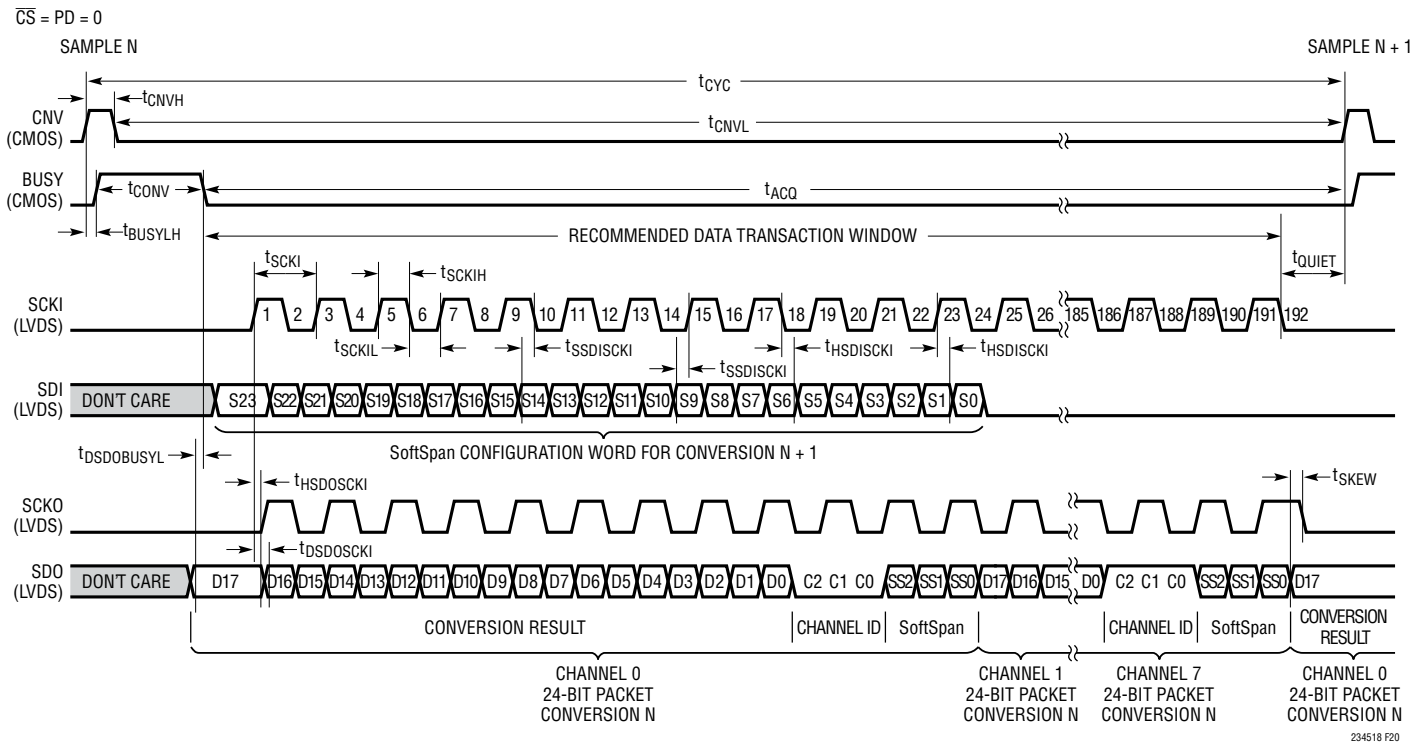 CS = PD = 0
SAMPLE N
SAMPLE N + 1
tCYC
tCNVH
CNV
(CMOS)
tCNVL
BUSY
(CMOS)
tCONV
tACQ
tBUSYLH
RECOMMENDED DATA TRANSACTION WINDOW
tSCKI
tSCKIH
tQUIET
SCKI
(LVDS)
1 2 3 4 5 6 7 8 9 10 11 12 13 14 15 16 17 18 19 20 21 22 23 24 25 26 185 186 187 188 189 190 191 192
tSCKIL
tSSDISCKI
tSSDISCKI
tHSDISCKI
tHSDISCKI
SDI
(LVDS)
DON'T CARE S23 S22 S21 S20 S19 S18 S17 S16 S15 S14 S13 S12 S11 S10 S9 S8 S7 S6 S5 S4 S3 S2 S1 S0
SoftSpan CONFIGURATION WORD FOR CONVERSION N + 1
tDSDOBUSYL
tHSDOSCKI
tSKEW
SCKO
(LVDS)
tDSDOSCKI
SDO
(LVDS)
DON'T CARE D17 D16 D15 D14 D13 D12 D11 D10 D9 D8 D7 D6 D5 D4 D3 D2 D1 D0 C2 C1 C0 SS2 SS1 SS0 D17 D16 D15 D0 C2 C1 C0 SS2 SS1 SS0 D17
CONVERSION RESULT
CHANNEL ID
SoftSpan
CHANNEL ID
SoftSpan
CONVERSION
RESULT
CHANNEL 0
24-BIT PACKET
CONVERSION N
CHANNEL 1
24-BIT PACKET
CONVERSION N
CHANNEL 7
24-BIT PACKET
CONVERSION N
CHANNEL 0
24-BIT PACKET
CONVERSION N
234518 F20